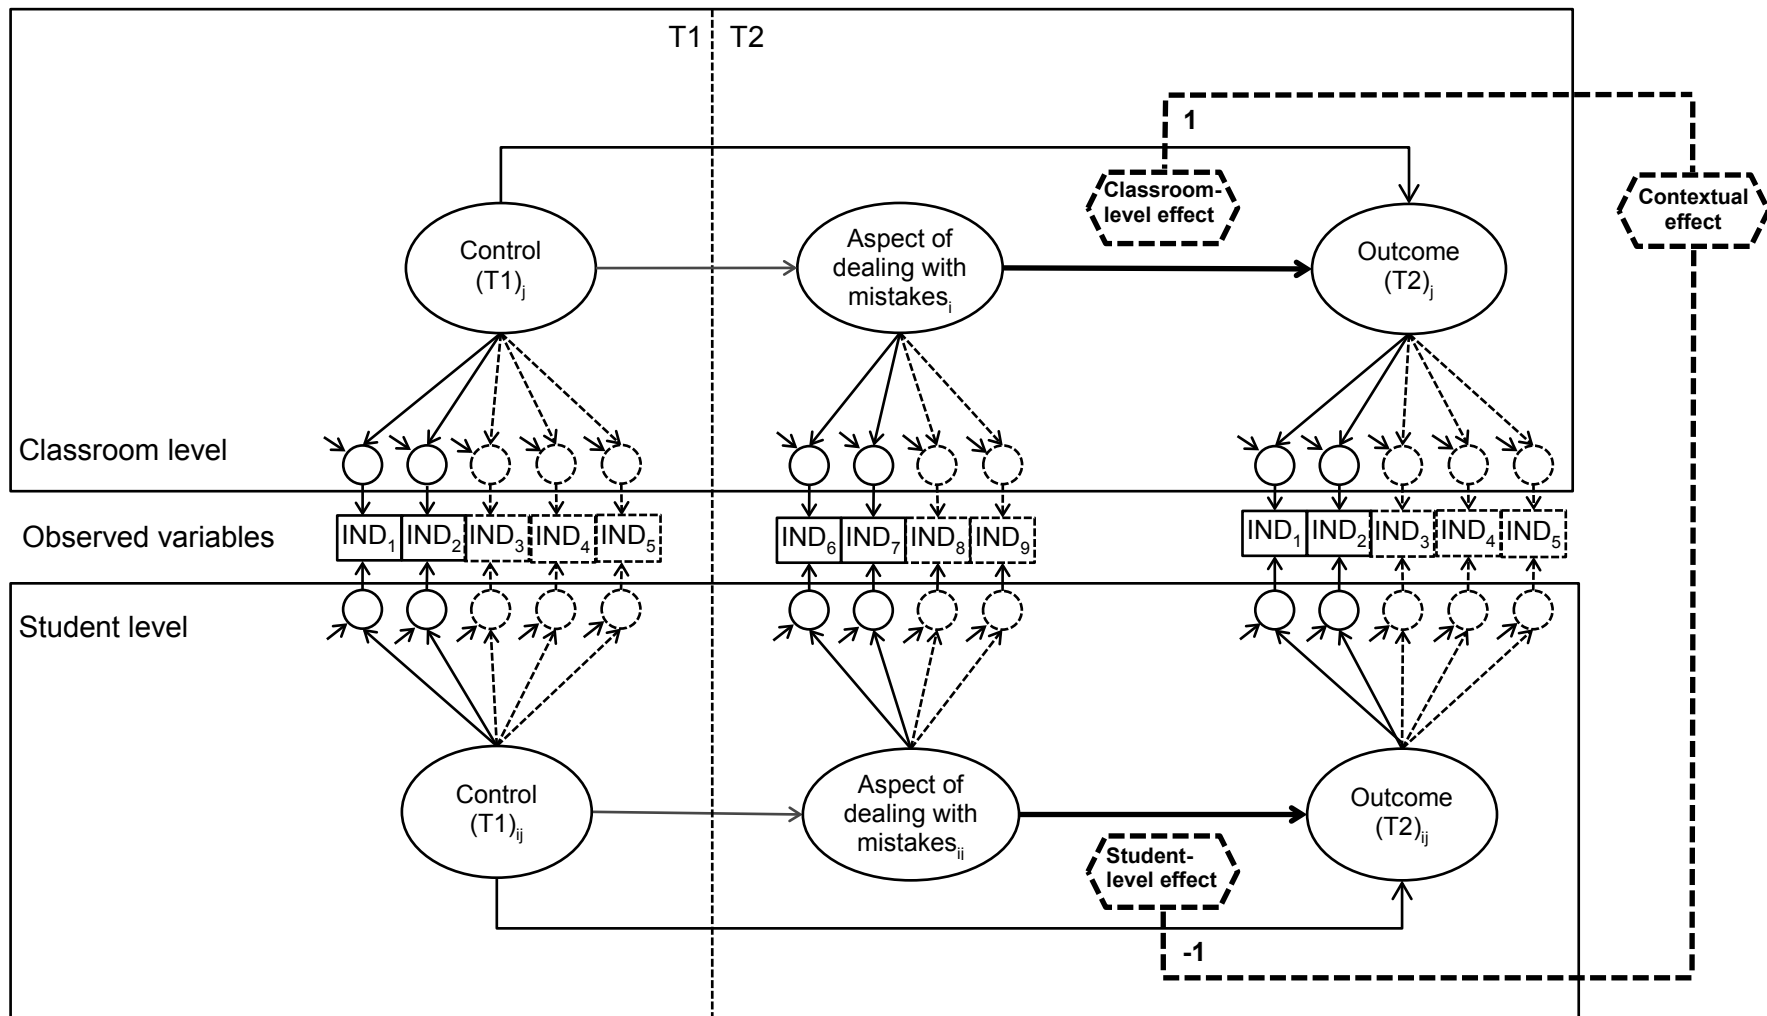 T1 T2
1
Classroom-
level effect
Contextual
effect
Control
(T1)j
Aspect of
dealing with
mistakesi
Outcome
(T2)j
Classroom level
Observed variables
IND1 IND2 IND3 IND4 IND5
IND6 IND7 IND8 IND9
IND1 IND2 IND3 IND4 IND5
Student level
Control
(T1)ij
Aspect of
dealing with
mistakesii
Outcome
(T2)ij
Student-
level effect
-1